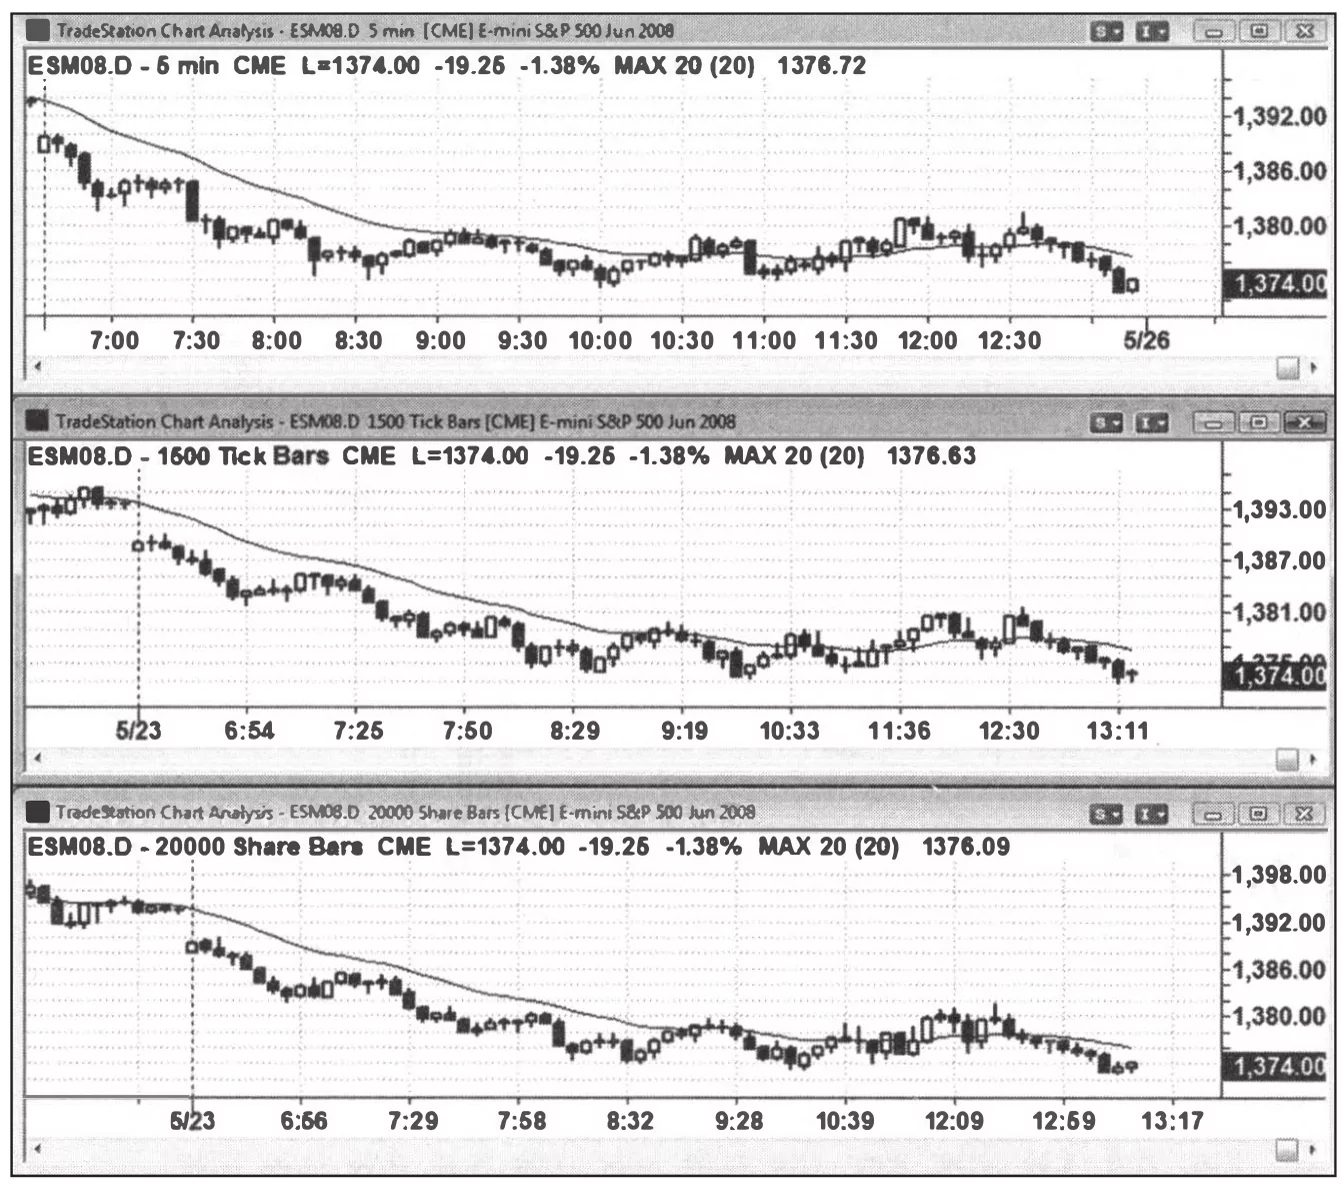 TradeStation Chart Analysis - ESM08.D 5 min [CME] E-mini S&P 500 Jun 2008
ESM08.D - 5 min CME L=1374.00 -19.25 -1.38% MAX 20 (20) 1376.72
1,392.00
1,386.00
1,380.00
1,374.00
7:00 7:30 8:00 8:30 9:00 9:30 10:00 10:30 11:00 11:30 12:00 12:30 5/26
TradeStation Chart Analysis - ESM08.D 1500 Tick Bars [CME] E-mini S&P 500 Jun 2008
ESM08.D - 1500 Tick Bars CME L=1374.00 -19.25 -1.38% MAX 20 (20) 1376.63
1,393.00
1,387.00
1,381.00
1,375.00
1,374.00
5/23 6:54 7:25 7:50 8:29 9:19 10:33 11:36 12:30 13:11
TradeStation Chart Analysis - ESM08.D 20000 Share Bars [CME] E-mini S&P 500 Jun 2008
ESM08.D - 20000 Share Bars CME L=1374.00 -19.25 -1.38% MAX 20 (20) 1376.09
1,398.00
1,392.00
1,386.00
1,380.00
1,374.00
5/23 6:56 7:29 7:58 8:32 9:28 10:39 12:09 12:59 13:17